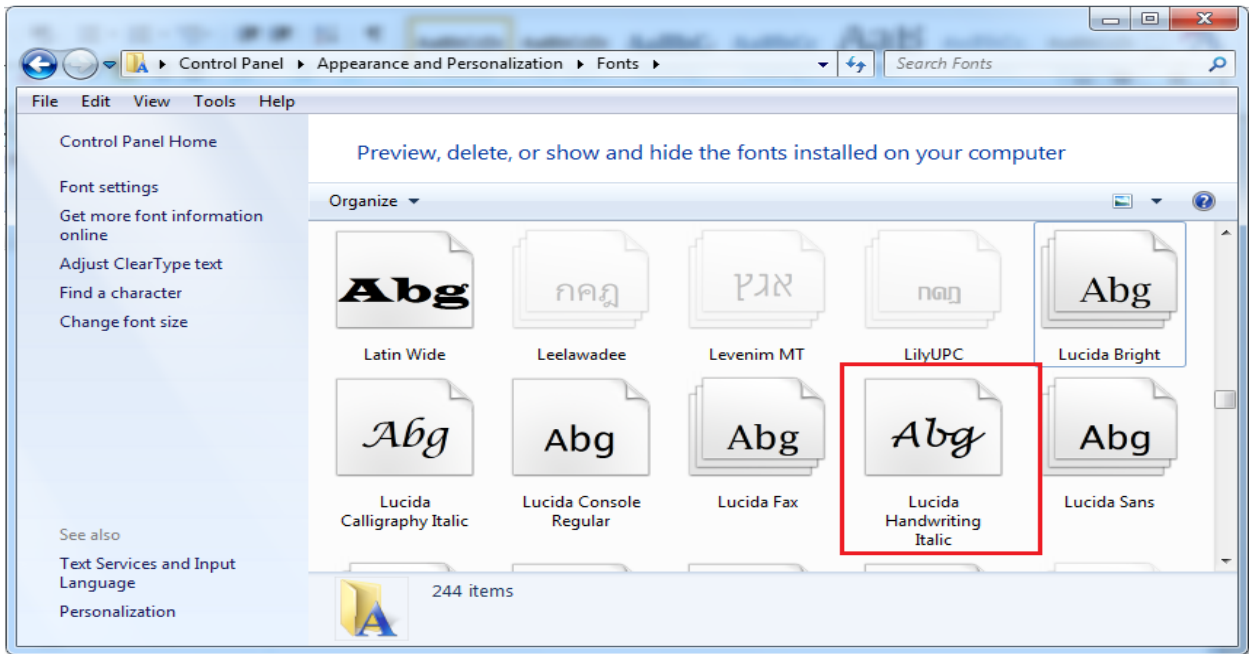 Control Panel ▸ Appearance and Personalization ▸ Fonts ▸
Search Fonts
File Edit View Tools Help
Control Panel Home
Font settings
Get more font information
online
Adjust ClearType text
Find a character
Change font size
See also
Text Services and Input
Language
Personalization
Preview, delete, or show and hide the fonts installed on your computer
Organize
Abg
กคฎ
אגץ
กคฎ
Abg
Latin Wide
Leelawadee
Levenim MT
LilyUPC
Lucida Bright
Abg
Abg
Abg
Abg
Abg
Lucida
Calligraphy Italic
Lucida Console
Regular
Lucida Fax
Lucida
Handwriting
Italic
Lucida Sans
244 items